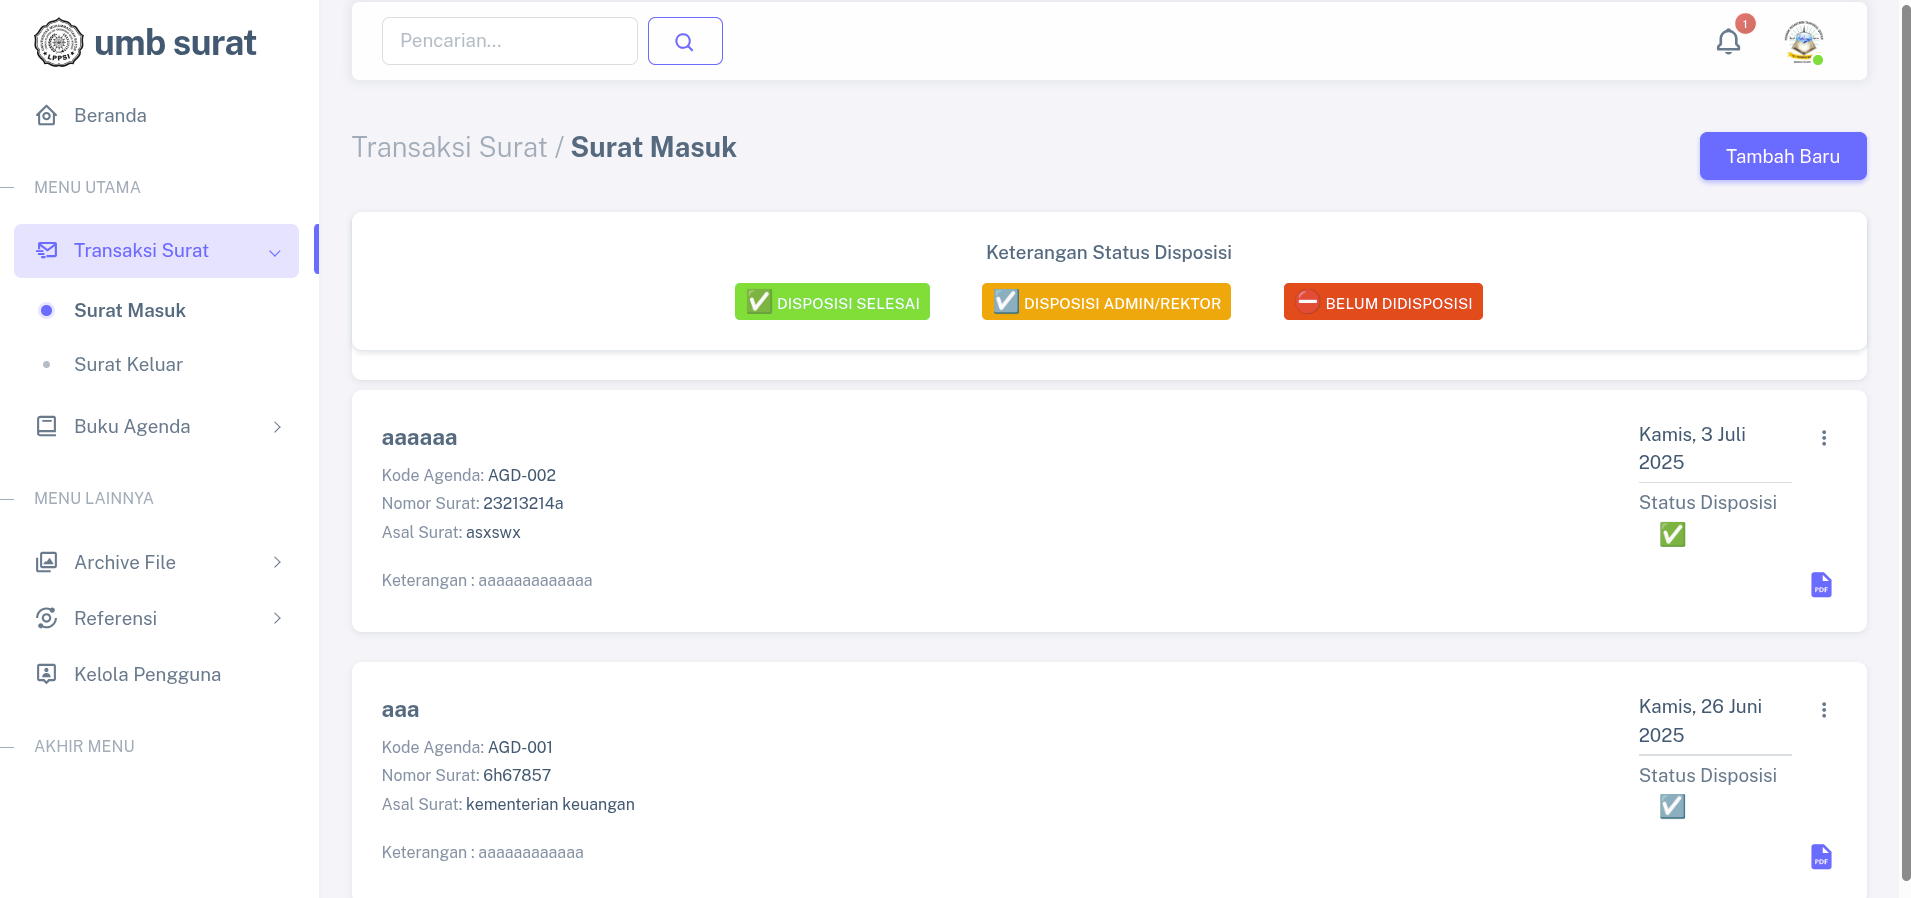 LPPSI
umb surat
Beranda
MENU UTAMA
Transaksi Surat
Surat Masuk
Surat Keluar
Buku Agenda
MENU LAINNYA
Archive File
Referensi
Kelola Pengguna
AKHIR MENU
Pencarian...
1
Transaksi Surat / Surat Masuk
Tambah Baru
Keterangan Status Disposisi
✅ DISPOSISI SELESAI
☑️ DISPOSISI ADMIN/REKTOR
⛔ BELUM DIDISPOSISI
aaaaaa
Kode Agenda: AGD-002
Nomor Surat: 23213214a
Asal Surat: asxswx
Keterangan : aaaaaaaaaaaaa
Kamis, 3 Juli
2025
Status Disposisi
✅
PDF
aaa
Kode Agenda: AGD-001
Nomor Surat: 6h67857
Asal Surat: kementerian keuangan
Keterangan : aaaaaaaaaaaa
Kamis, 26 Juni
2025
Status Disposisi
☑️
PDF